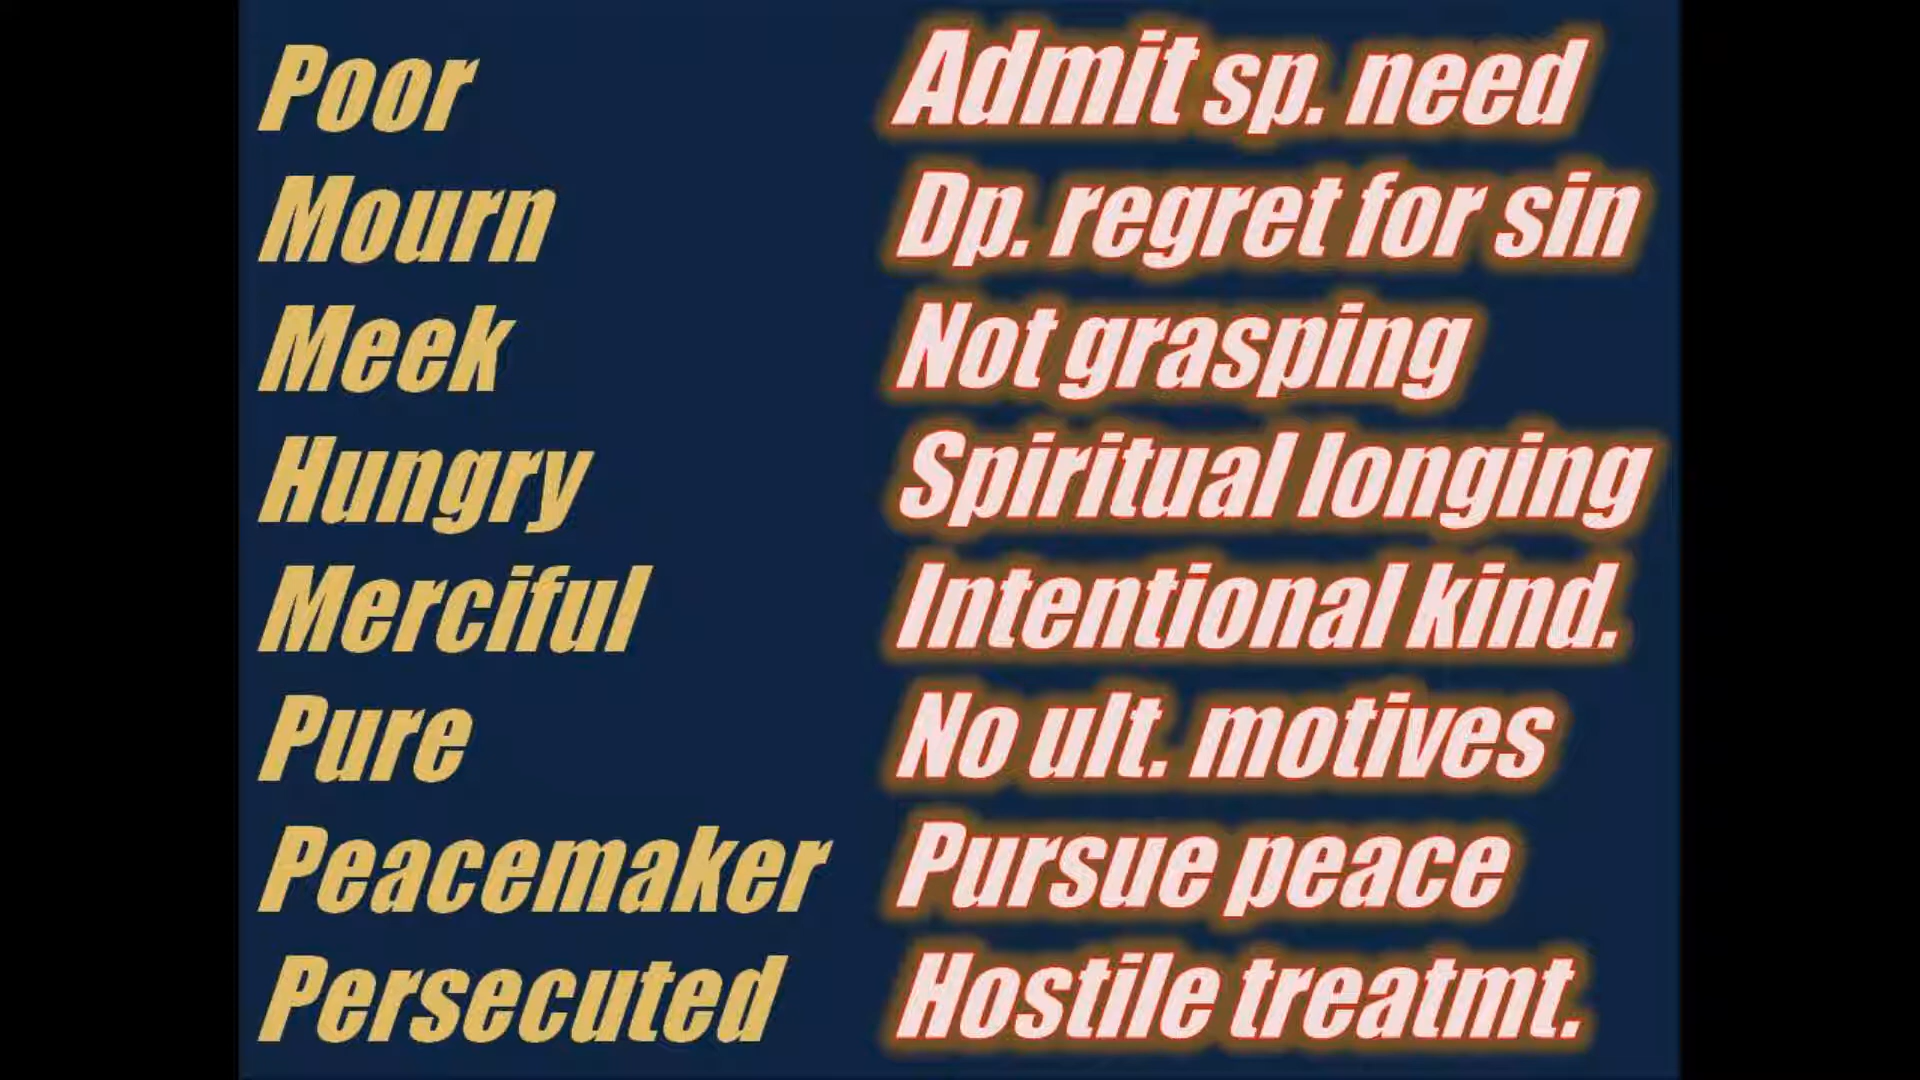 Poor Admit sp. need
Mourn Dp. regret for sin
Meek Not grasping
Hungry Spiritual longing
Merciful Intentional kind.
Pure No ult. motives
Peacemaker Pursue peace
Persecuted Hostile treatmt.